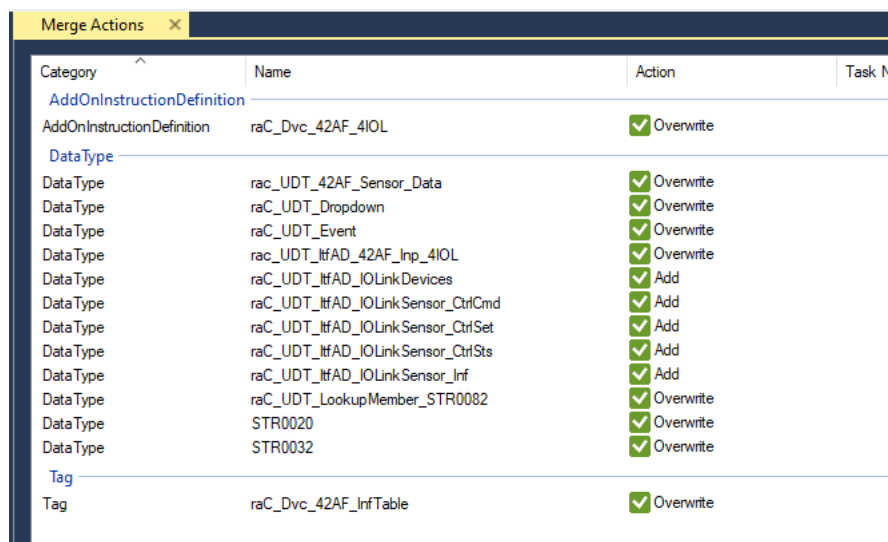 Merge Actions ×
Category Name Action Task N
AddOnInstructionDefinition
AddOnInstructionDefinition raC_Dvc_42AF_4IOL Overwrite
DataType
DataType rac_UDT_42AF_Sensor_Data Overwrite
DataType raC_UDT_Dropdown Overwrite
DataType raC_UDT_Event Overwrite
DataType rac_UDT_ItfAD_42AF_Inp_4IOL Overwrite
DataType raC_UDT_ItfAD_IOLinkDevices Add
DataType raC_UDT_ItfAD_IOLinkSensor_CtrlCmd Add
DataType raC_UDT_ItfAD_IOLinkSensor_CtrlSet Add
DataType raC_UDT_ItfAD_IOLinkSensor_CtrlSts Add
DataType raC_UDT_ItfAD_IOLinkSensor_Inf Add
DataType raC_UDT_LookupMember_STR0082 Overwrite
DataType STR0020 Overwrite
DataType STR0032 Overwrite
Tag
Tag raC_Dvc_42AF_InfTable Overwrite